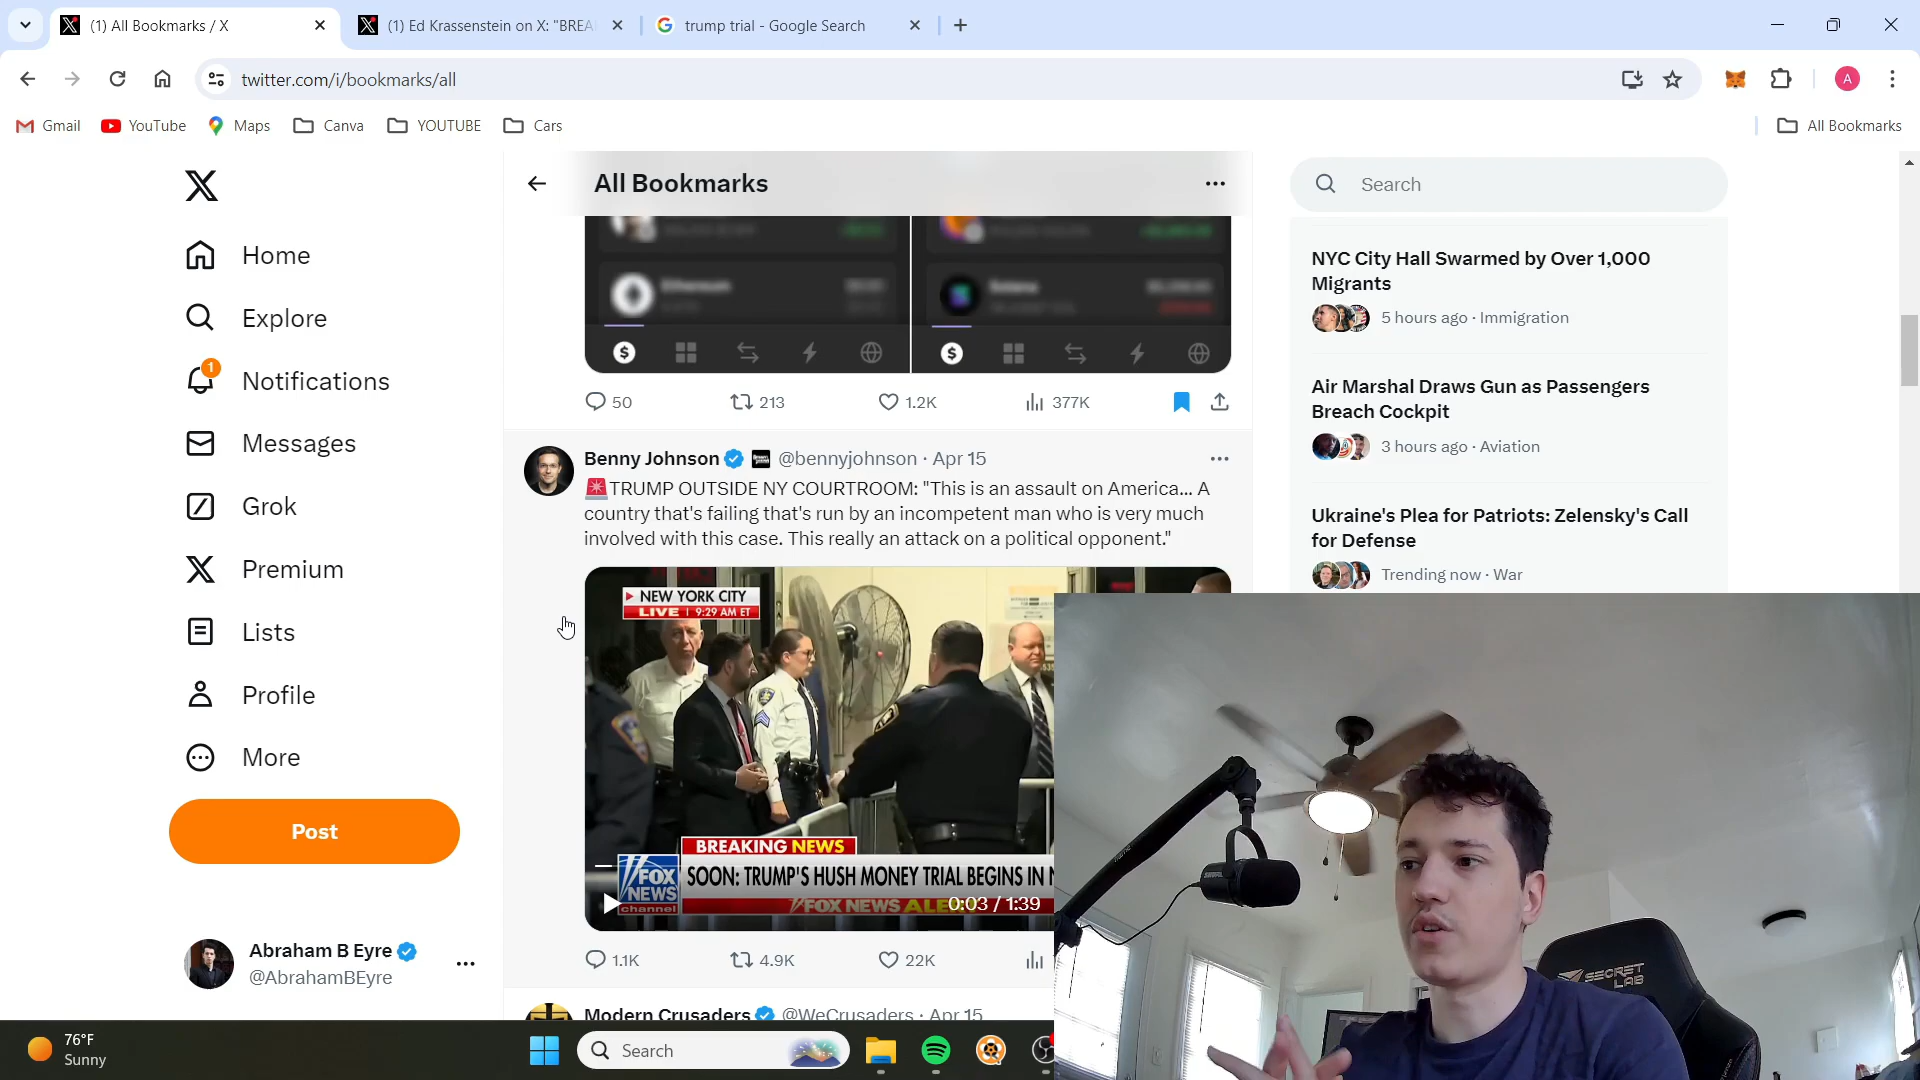 (1) All Bookmarks / X
(1) Ed Krassenstein on X: "BREA
trump trial - Google Search
twitter.com/i/bookmarks/all
A
Gmail
YouTube
Maps
Canva
YOUTUBE
Cars
All Bookmarks
All Bookmarks
Search
Home
Explore
1
Notifications
Messages
Grok
Premium
Lists
Profile
More
Post
Abraham B Eyre
@AbrahamBEyre
Ethereum
Solana
50
213
1.2K
377K
Benny Johnson @bennyjohnson · Apr 15
TRUMP OUTSIDE NY COURTROOM: "This is an assault on America... A
country that's failing that's run by an incompetent man who is very much
involved with this case. This really an attack on a political opponent."
NEW YORK CITY
LIVE | 9:29 AM ET
BREAKING NEWS
FOX
NEWS
channel
SOON: TRUMP'S HUSH MONEY TRIAL BEGINS IN N
FOX NEWS ALE
0:03 / 1:39
1.1K
4.9K
22K
Modern Crusaders @WeCrusaders · Apr 15
NYC City Hall Swarmed by Over 1,000
Migrants
5 hours ago · Immigration
Air Marshal Draws Gun as Passengers
Breach Cockpit
3 hours ago · Aviation
Ukraine's Plea for Patriots: Zelensky's Call
for Defense
Trending now · War
SECRET
LAB
76°F
Sunny
Search